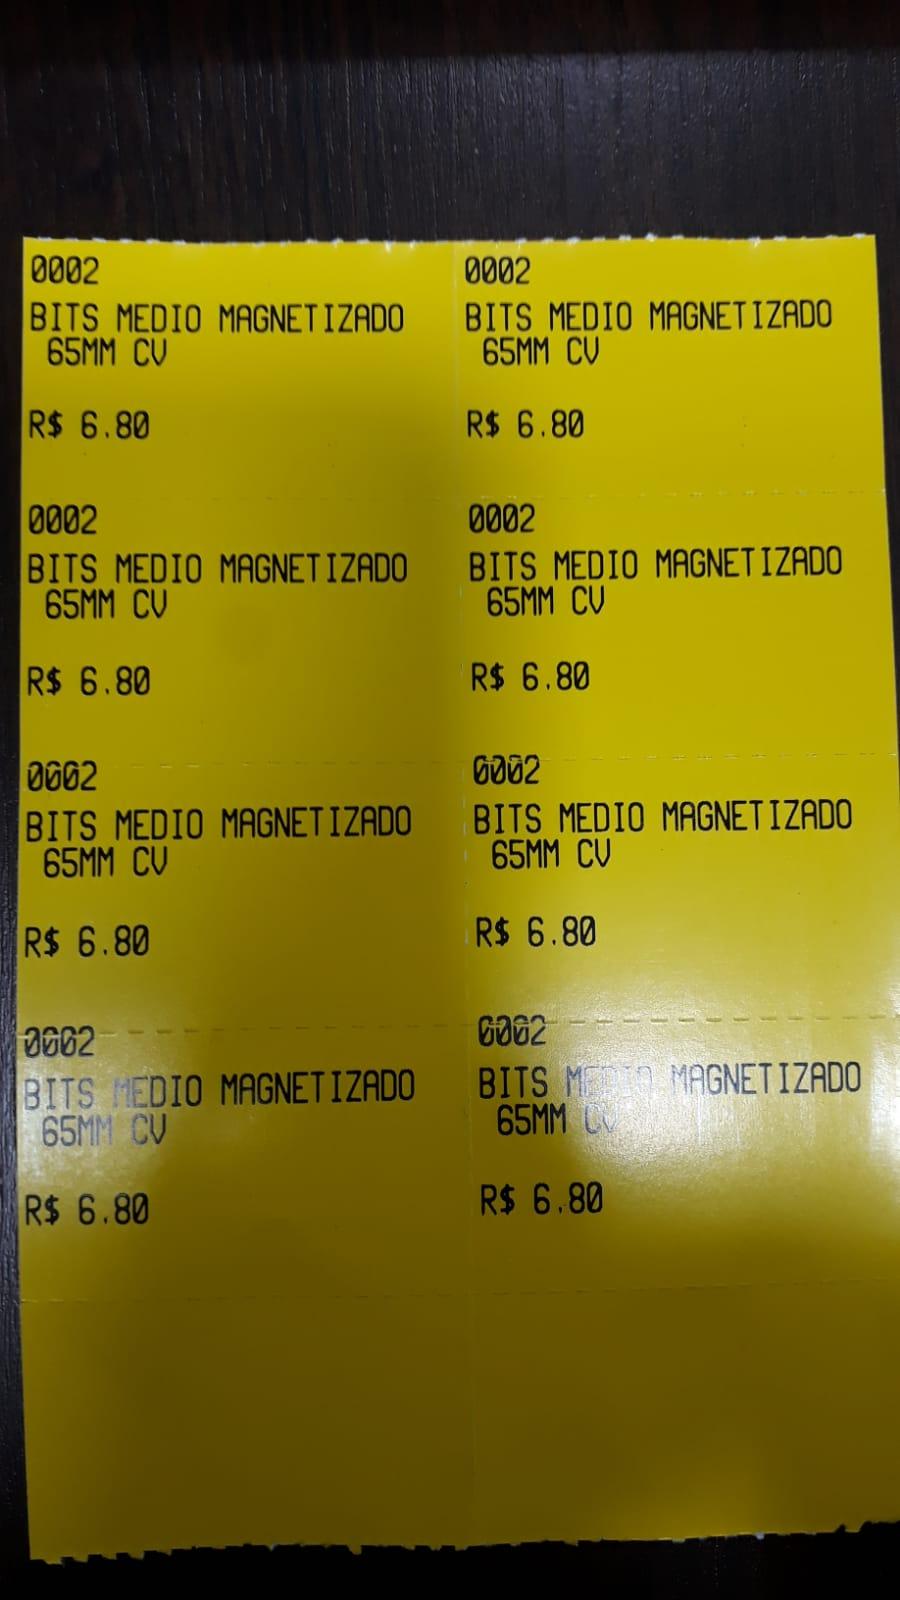 0002
BITS MEDIO MAGNETIZADO
65MM CV
R$ 6.80
0002
BITS MEDIO MAGNETIZADO
65MM CV
R$ 6.80
0002
BITS MEDIO MAGNETIZADO
65MM CV
R$ 6.80
0002
BITS MEDIO MAGNETIZADO
65MM CV
R$ 6.80
0002
BITS MEDIO MAGNETIZADO
65MM CV
R$ 6.80
0002
BITS MEDIO MAGNETIZADO
65MM CV
R$ 6.80
0002
BITS MEDIO MAGNETIZADO
65MM CV
R$ 6.80
0002
BITS MEDIO MAGNETIZADO
65MM CV
R$ 6.80